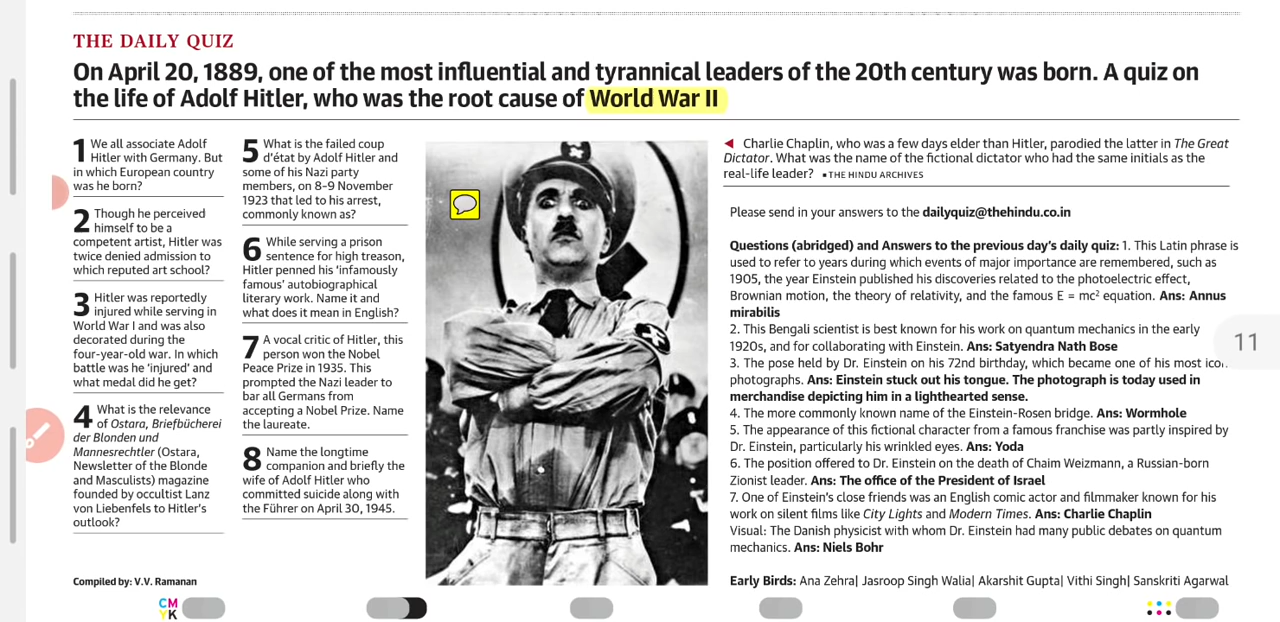 THE DAILY QUIZ
On April 20, 1889, one of the most influential and tyrannical leaders of the 20th century was born. A quiz on
the life of Adolf Hitler, who was the root cause of World War II
1 We all associate Adolf
Hitler with Germany. But
in which European country
was he born?
2 Though he perceived
himself to be a
competent artist, Hitler was
twice denied admission to
which reputed art school?
3 Hitler was reportedly
injured while serving in
World War I and was also
decorated during the
four-year-old war. In which
battle was he ‘injured’ and
what medal did he get?
4 What is the relevance
of Ostara, Briefbücherei
der Blonden und
Mannesrechtler (Ostara,
Newsletter of the Blonde
and Masculists) magazine
founded by occultist Lanz
von Liebenfels to Hitler’s
outlook?
Compiled by: V.V. Ramanan
5 What is the failed coup
d’état by Adolf Hitler and
some of his Nazi party
members, on 8-9 November
1923 that led to his arrest,
commonly known as?
6 While serving a prison
sentence for high treason,
Hitler penned his ‘infamously
famous’ autobiographical
literary work. Name it and
what does it mean in English?
7 A vocal critic of Hitler, this
person won the Nobel
Peace Prize in 1935. This
prompted the Nazi leader to
bar all Germans from
accepting a Nobel Prize. Name
the laureate.
8 Name the longtime
companion and briefly the
wife of Adolf Hitler who
committed suicide along with
the Führer on April 30, 1945.
◀ Charlie Chaplin, who was a few days elder than Hitler, parodied the latter in The Great
Dictator. What was the name of the fictional dictator who had the same initials as the
real-life leader? ▪ THE HINDU ARCHIVES
Please send in your answers to the dailyquiz@thehindu.co.in
Questions (abridged) and Answers to the previous day’s daily quiz: 1. This Latin phrase is
used to refer to years during which events of major importance are remembered, such as
1905, the year Einstein published his discoveries related to the photoelectric effect,
Brownian motion, the theory of relativity, and the famous E = mc² equation. Ans: Annus
mirabilis
2. This Bengali scientist is best known for his work on quantum mechanics in the early
1920s, and for collaborating with Einstein. Ans: Satyendra Nath Bose
3. The pose held by Dr. Einstein on his 72nd birthday, which became one of his most
photographs. Ans: Einstein stuck out his tongue. The photograph is today used in
merchandise depicting him in a lighthearted sense.
4. The more commonly known name of the Einstein-Rosen bridge. Ans: Wormhole
5. The appearance of this fictional character from a famous franchise was partly inspired by
Dr. Einstein, particularly his wrinkled eyes. Ans: Yoda
6. The position offered to Dr. Einstein on the death of Chaim Weizmann, a Russian-born
Zionist leader. Ans: The office of the President of Israel
7. One of Einstein’s close friends was an English comic actor and filmmaker known for his
work on silent films like City Lights and Modern Times. Ans: Charlie Chaplin
Visual: The Danish physicist with whom Dr. Einstein had many public debates on quantum
mechanics. Ans: Niels Bohr
Early Birds: Ana Zehra| Jasroop Singh Walia| Akarshit Gupta| Vithi Singh| Sanskriti Agarwal
11
CM
YK